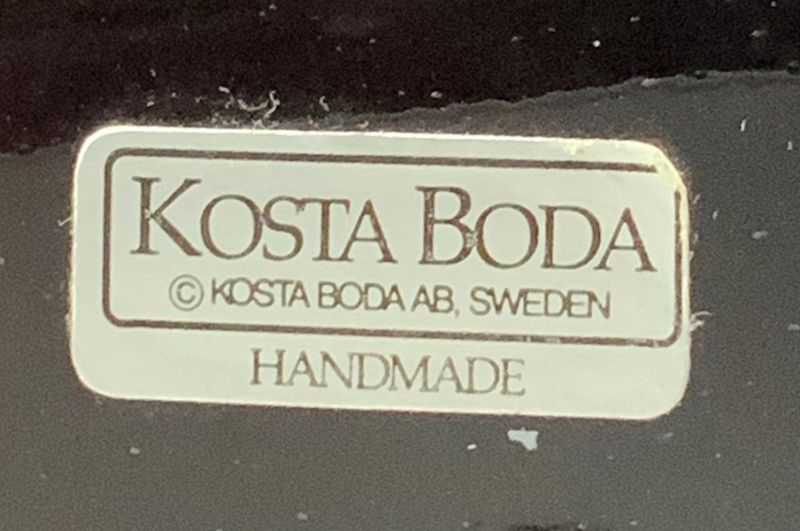 KOSTA BODA
© KOSTA BODA AB, SWEDEN
HANDMADE